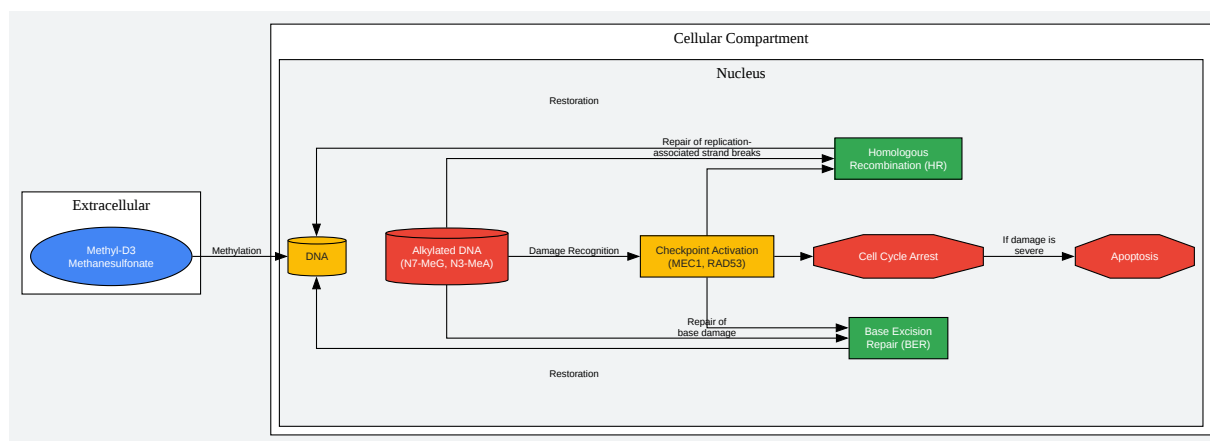 Cellular Compartment
Nucleus
Restoration
Repair of replication-
associated strand breaks
Homologous
Recombination (HR)
Extracellular
Methyl-D3
Methanesulfonate
Methylation
DNA
Alkylated DNA
(N7-MeG, N3-MeA)
Damage Recognition
Checkpoint Activation
(MEC1, RAD53)
Cell Cycle Arrest
If damage is
severe
Apoptosis
Repair of
base damage
Base Excision
Repair (BER)
Restoration